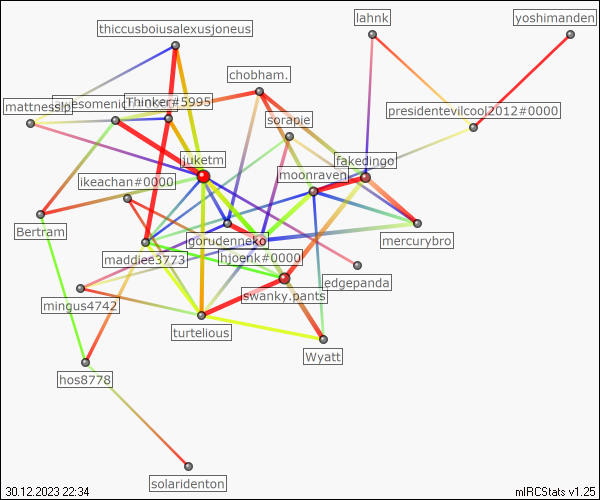 lahnk
yoshimanden
thiccusboiusalexusjoneus
chobham.
mattnesslp
Thinker#5995
presidentevilcool2012#0000
sorapie
juketm
fakedingo
moonraven
ikeachan#0000
Bertram
gorudenneko
mercurybro
maddiee3773
hjoenk#0000
edgepanda
swanky.pants
mingus4742
turtelious
Wyatt
hos8778
solaridenton
30.12.2023 22:34
mIRCStats v1.25